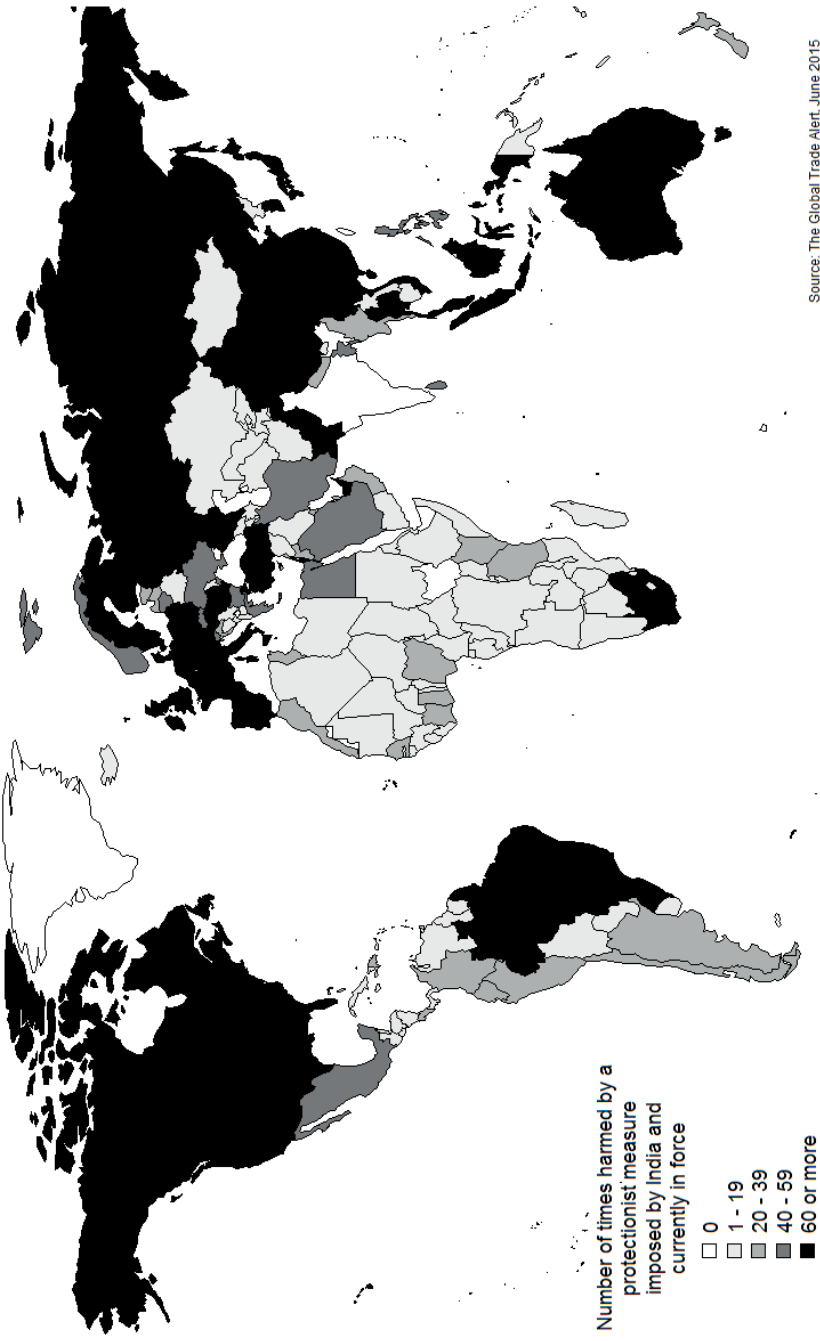 Number of times harmed by a
protectionist measure
imposed by India and
currently in force
0
1 - 19
20 - 39
40 - 59
60 or more
Source: The Global Trade Alert. June 2015